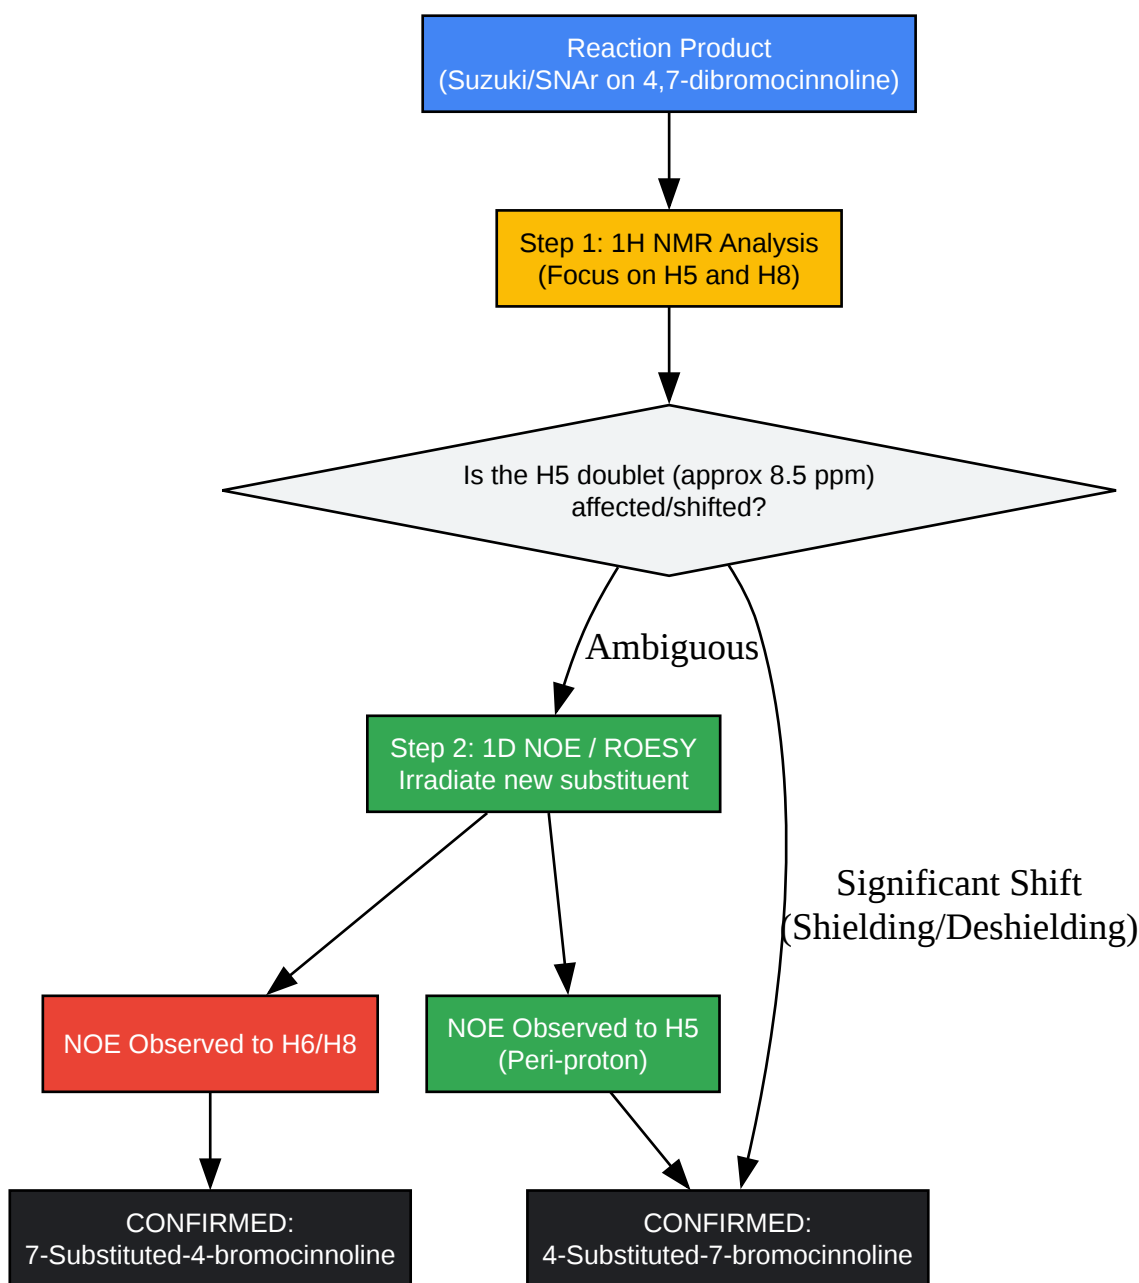 Reaction Product
(Suzuki/SNAr on 4,7-dibromocinnoline)
Step 1: 1H NMR Analysis
(Focus on H5 and H8)
Is the H5 doublet (approx 8.5 ppm)
affected/shifted?
Ambiguous
Step 2: 1D NOE / ROESY
Irradiate new substituent
Significant Shift
(Shielding/Deshielding)
NOE Observed to H6/H8
NOE Observed to H5
(Peri-proton)
CONFIRMED:
7-Substituted-4-bromocinnoline
CONFIRMED:
4-Substituted-7-bromocinnoline